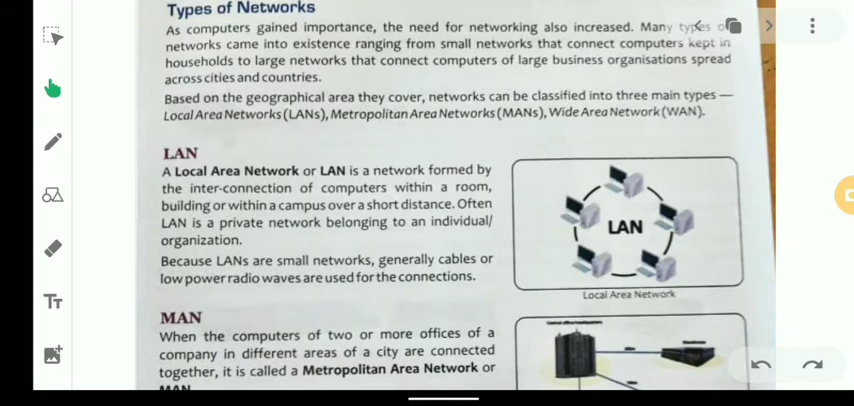 Types of Networks
As computers gained importance, the need for networking also increased. Many types
networks came into existence ranging from small networks that connect computers kept in
households to large networks that connect computers of large business organisations spread
across cities and countries.
Based on the geographical area they cover, networks can be classified into three main types —
Local Area Networks (LANs), Metropolitan Area Networks (MANs), Wide Area Network (WAN).
LAN
A Local Area Network or LAN is a network formed by
the inter-connection of computers within a room,
building or within a campus over a short distance. Often
LAN is a private network belonging to an individual/
organization.
Because LANs are small networks, generally cables or
low power radio waves are used for the connections.
LAN
Local Area Network
MAN
When the computers of two or more offices of a
company in different areas of a city are connected
together, it is called a Metropolitan Area Network or
MAN
Tт